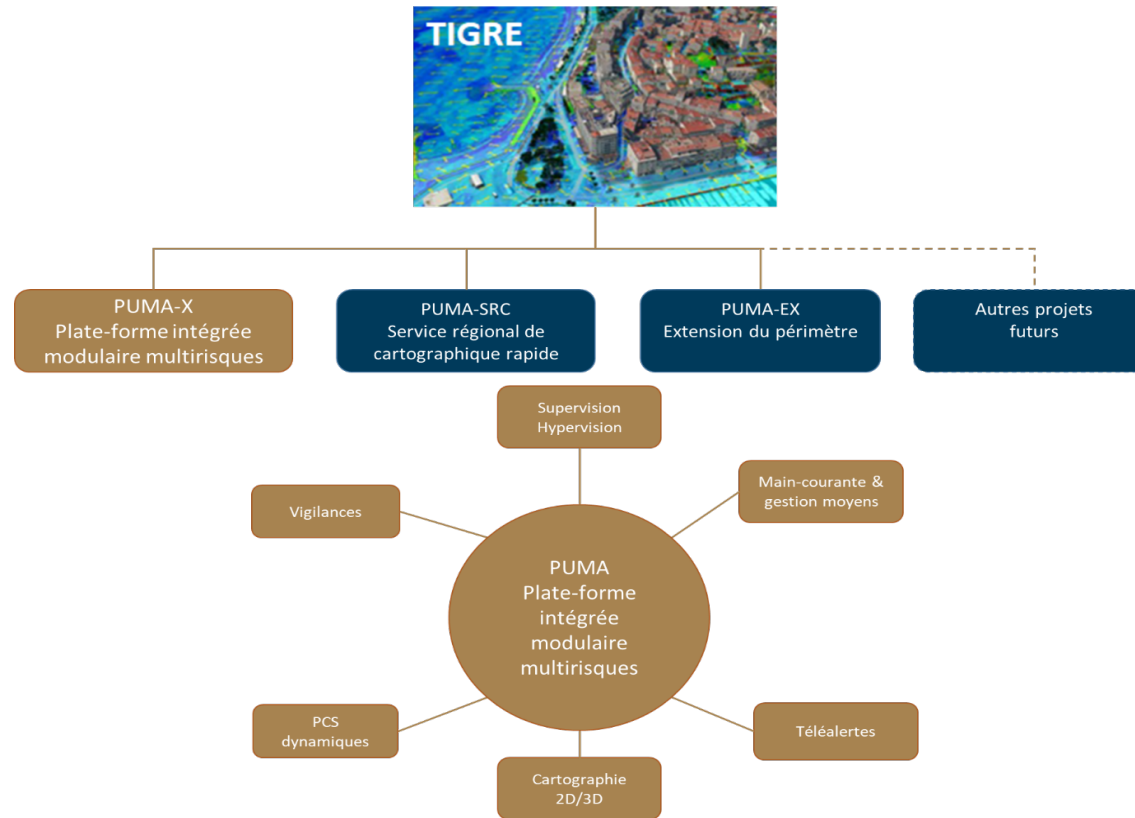 TIGRE
PUMA-X
Plate-forme intégrée
modulaire multirisques
PUMA-SRC
Service régional de
cartographique rapide
PUMA-EX
Extension du périmètre
Autres projets
futurs
Supervision
Hypervision
Main-courante &
gestion moyens
Vigilances
PUMA
Plate-forme
intégrée
modulaire
multirisques
PCS
dynamiques
Téléalertes
Cartographie
2D/3D